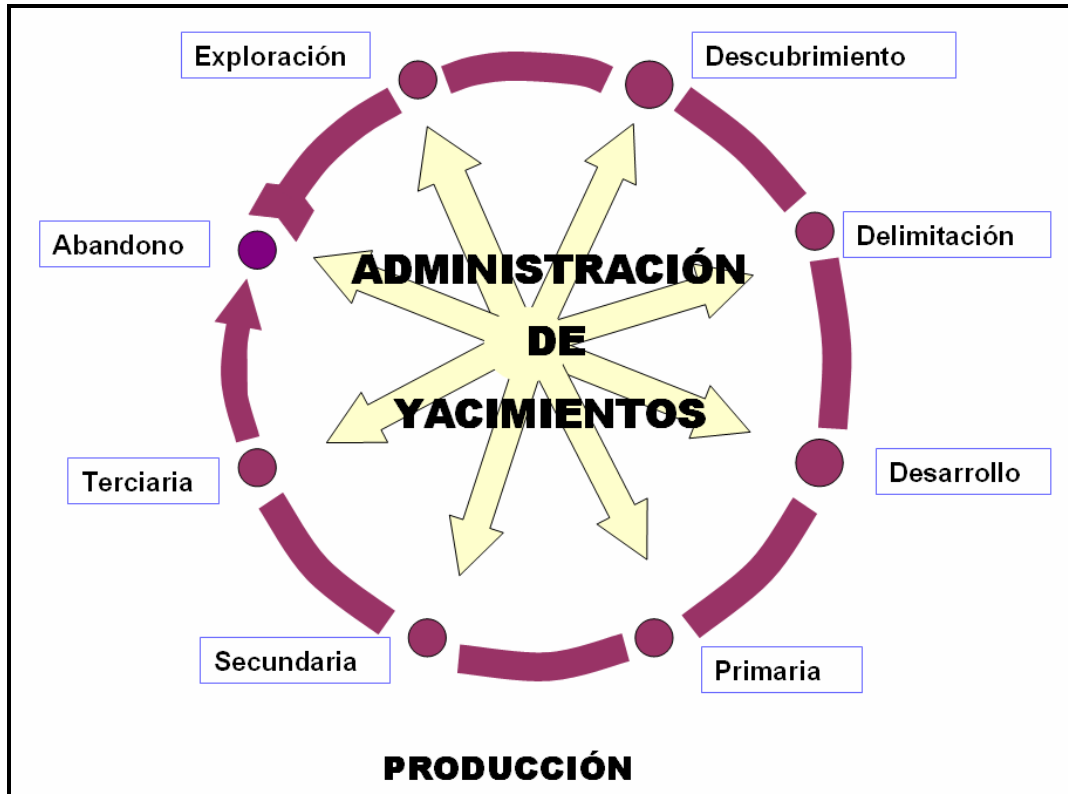 Exploración
Descubrimiento
Abandono
Delimitación
ADMINISTRACIÓN
DE
YACIMIENTOS
Terciaria
Desarrollo
Secundaria
Primaria
PRODUCCIÓN